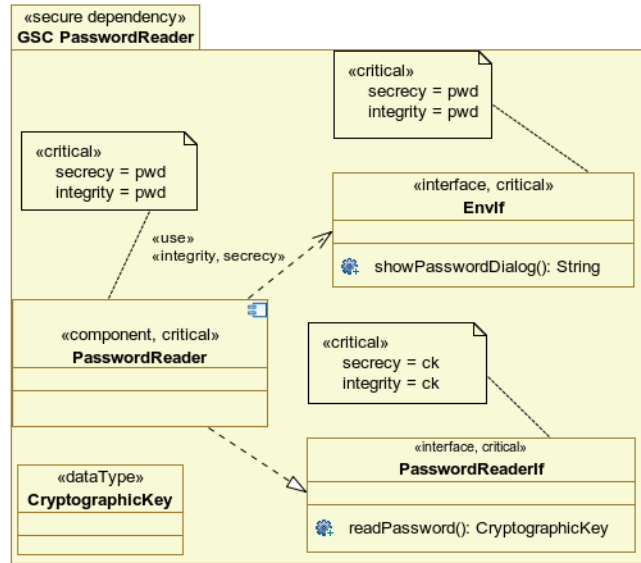 «secure dependency»
GSC PasswordReader
«critical»
secrecy = pwd
integrity = pwd
«critical»
secrecy = pwd
integrity = pwd
«interface, critical»
EnvIf
showPasswordDialog(): String
«use»
«integrity, secrecy»
«component, critical»
PasswordReader
«critical»
secrecy = ck
integrity = ck
«interface, critical»
PasswordReaderIf
readPassword(): CryptographicKey
«dataType»
CryptographicKey